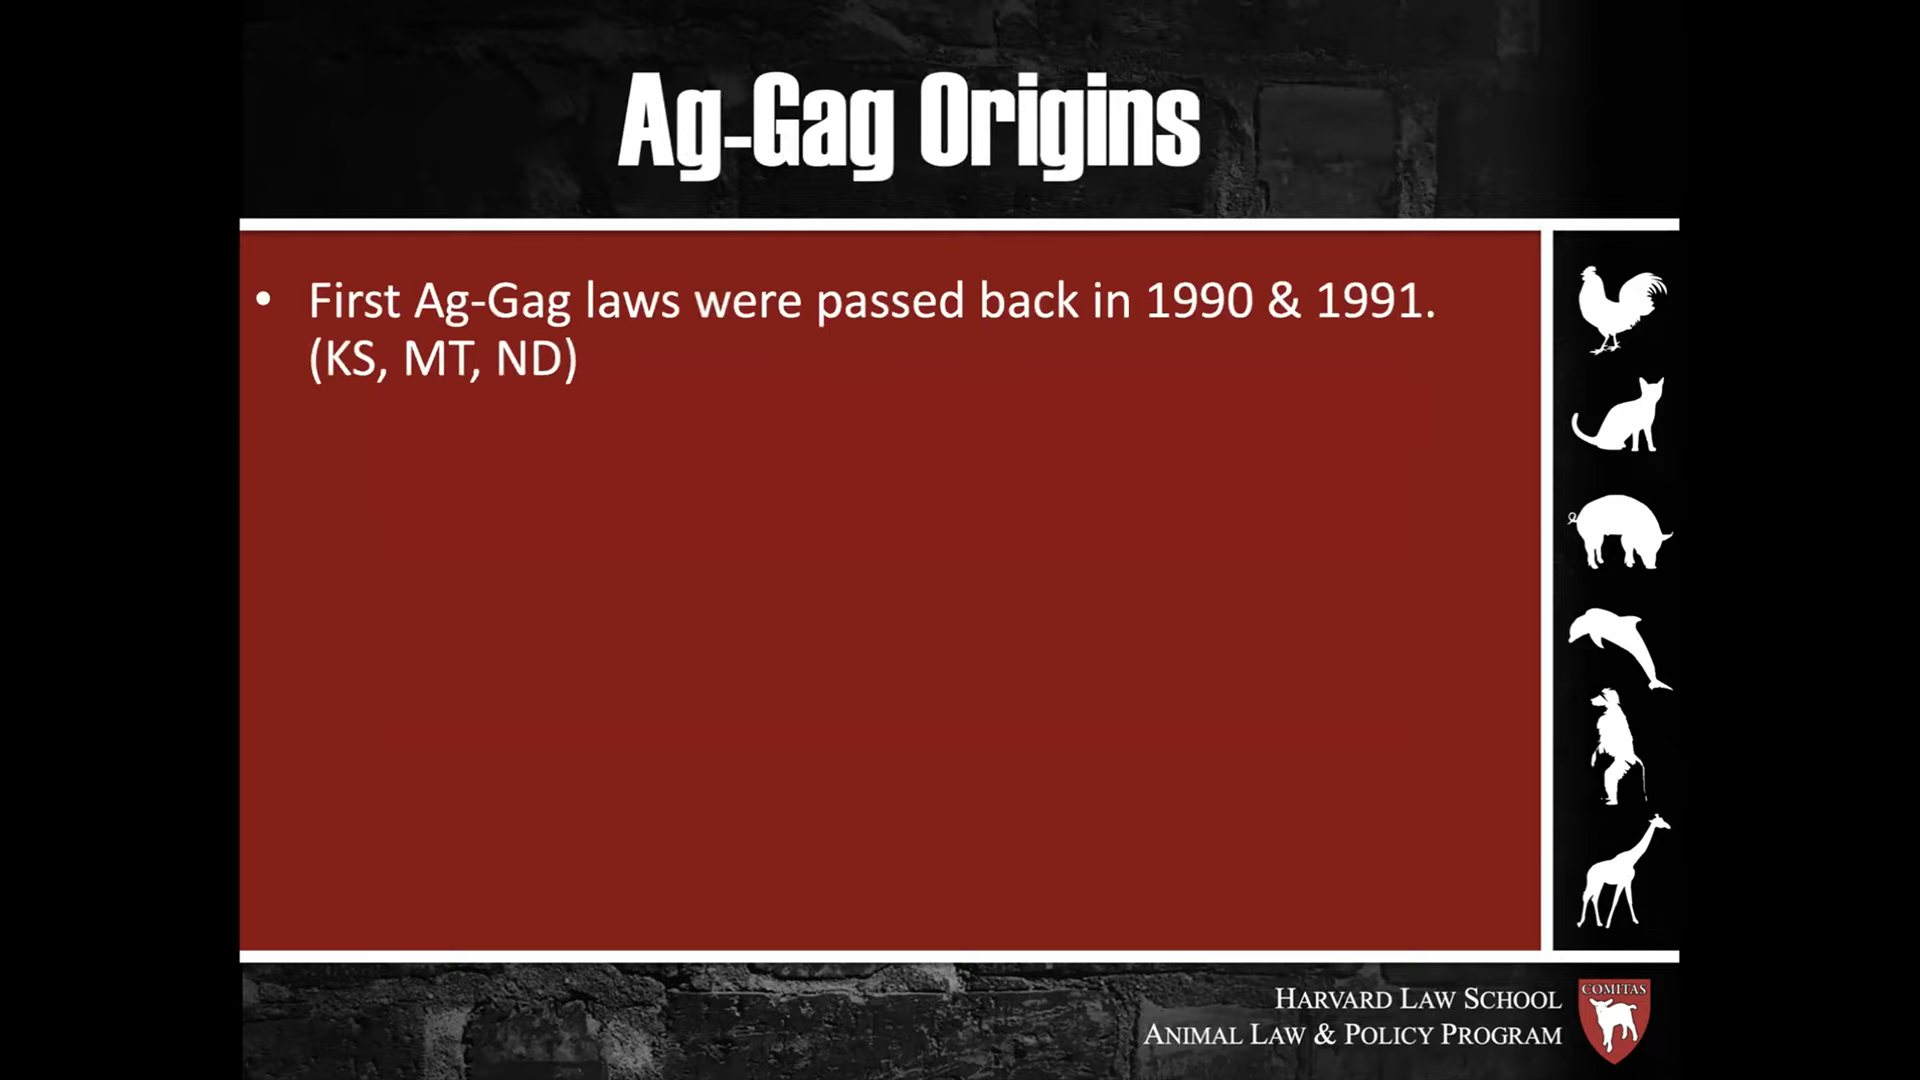 Ag-Gag Origins
• First Ag-Gag laws were passed back in 1990 & 1991.
(KS, MT, ND)
HARVARD LAW SCHOOL
ANIMAL LAW & POLICY PROGRAM
COMITAS